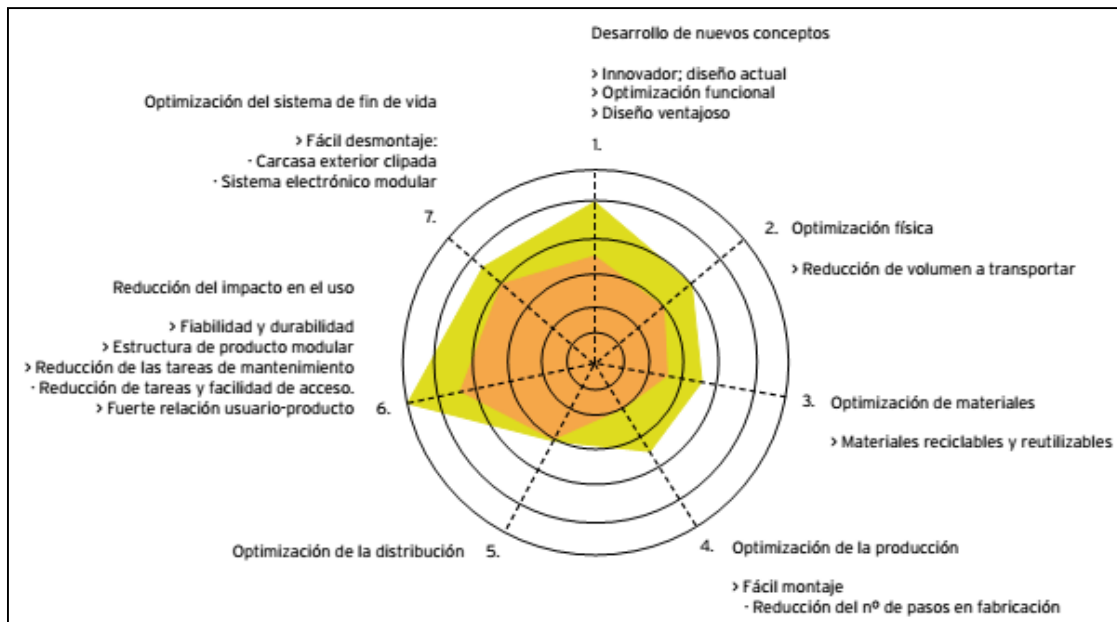 Desarrollo de nuevos conceptos
> Innovador; diseño actual
> Optimización funcional
> Diseño ventajoso
1.
2. Optimización física
> Reducción de volumen a transportar
3. Optimización de materiales
> Materiales reciclables y reutilizables
4. Optimización de la producción
> Fácil montaje
· Reducción del nº de pasos en fabricación
Optimización de la distribución 5.
Reducción del impacto en el uso
> Fiabilidad y durabilidad
> Estructura de producto modular
> Reducción de las tareas de mantenimiento
· Reducción de tareas y facilidad de acceso.
> Fuerte relación usuario-producto 6.
Optimización del sistema de fin de vida
> Fácil desmontaje:
· Carcasa exterior clipada
· Sistema electrónico modular
7.